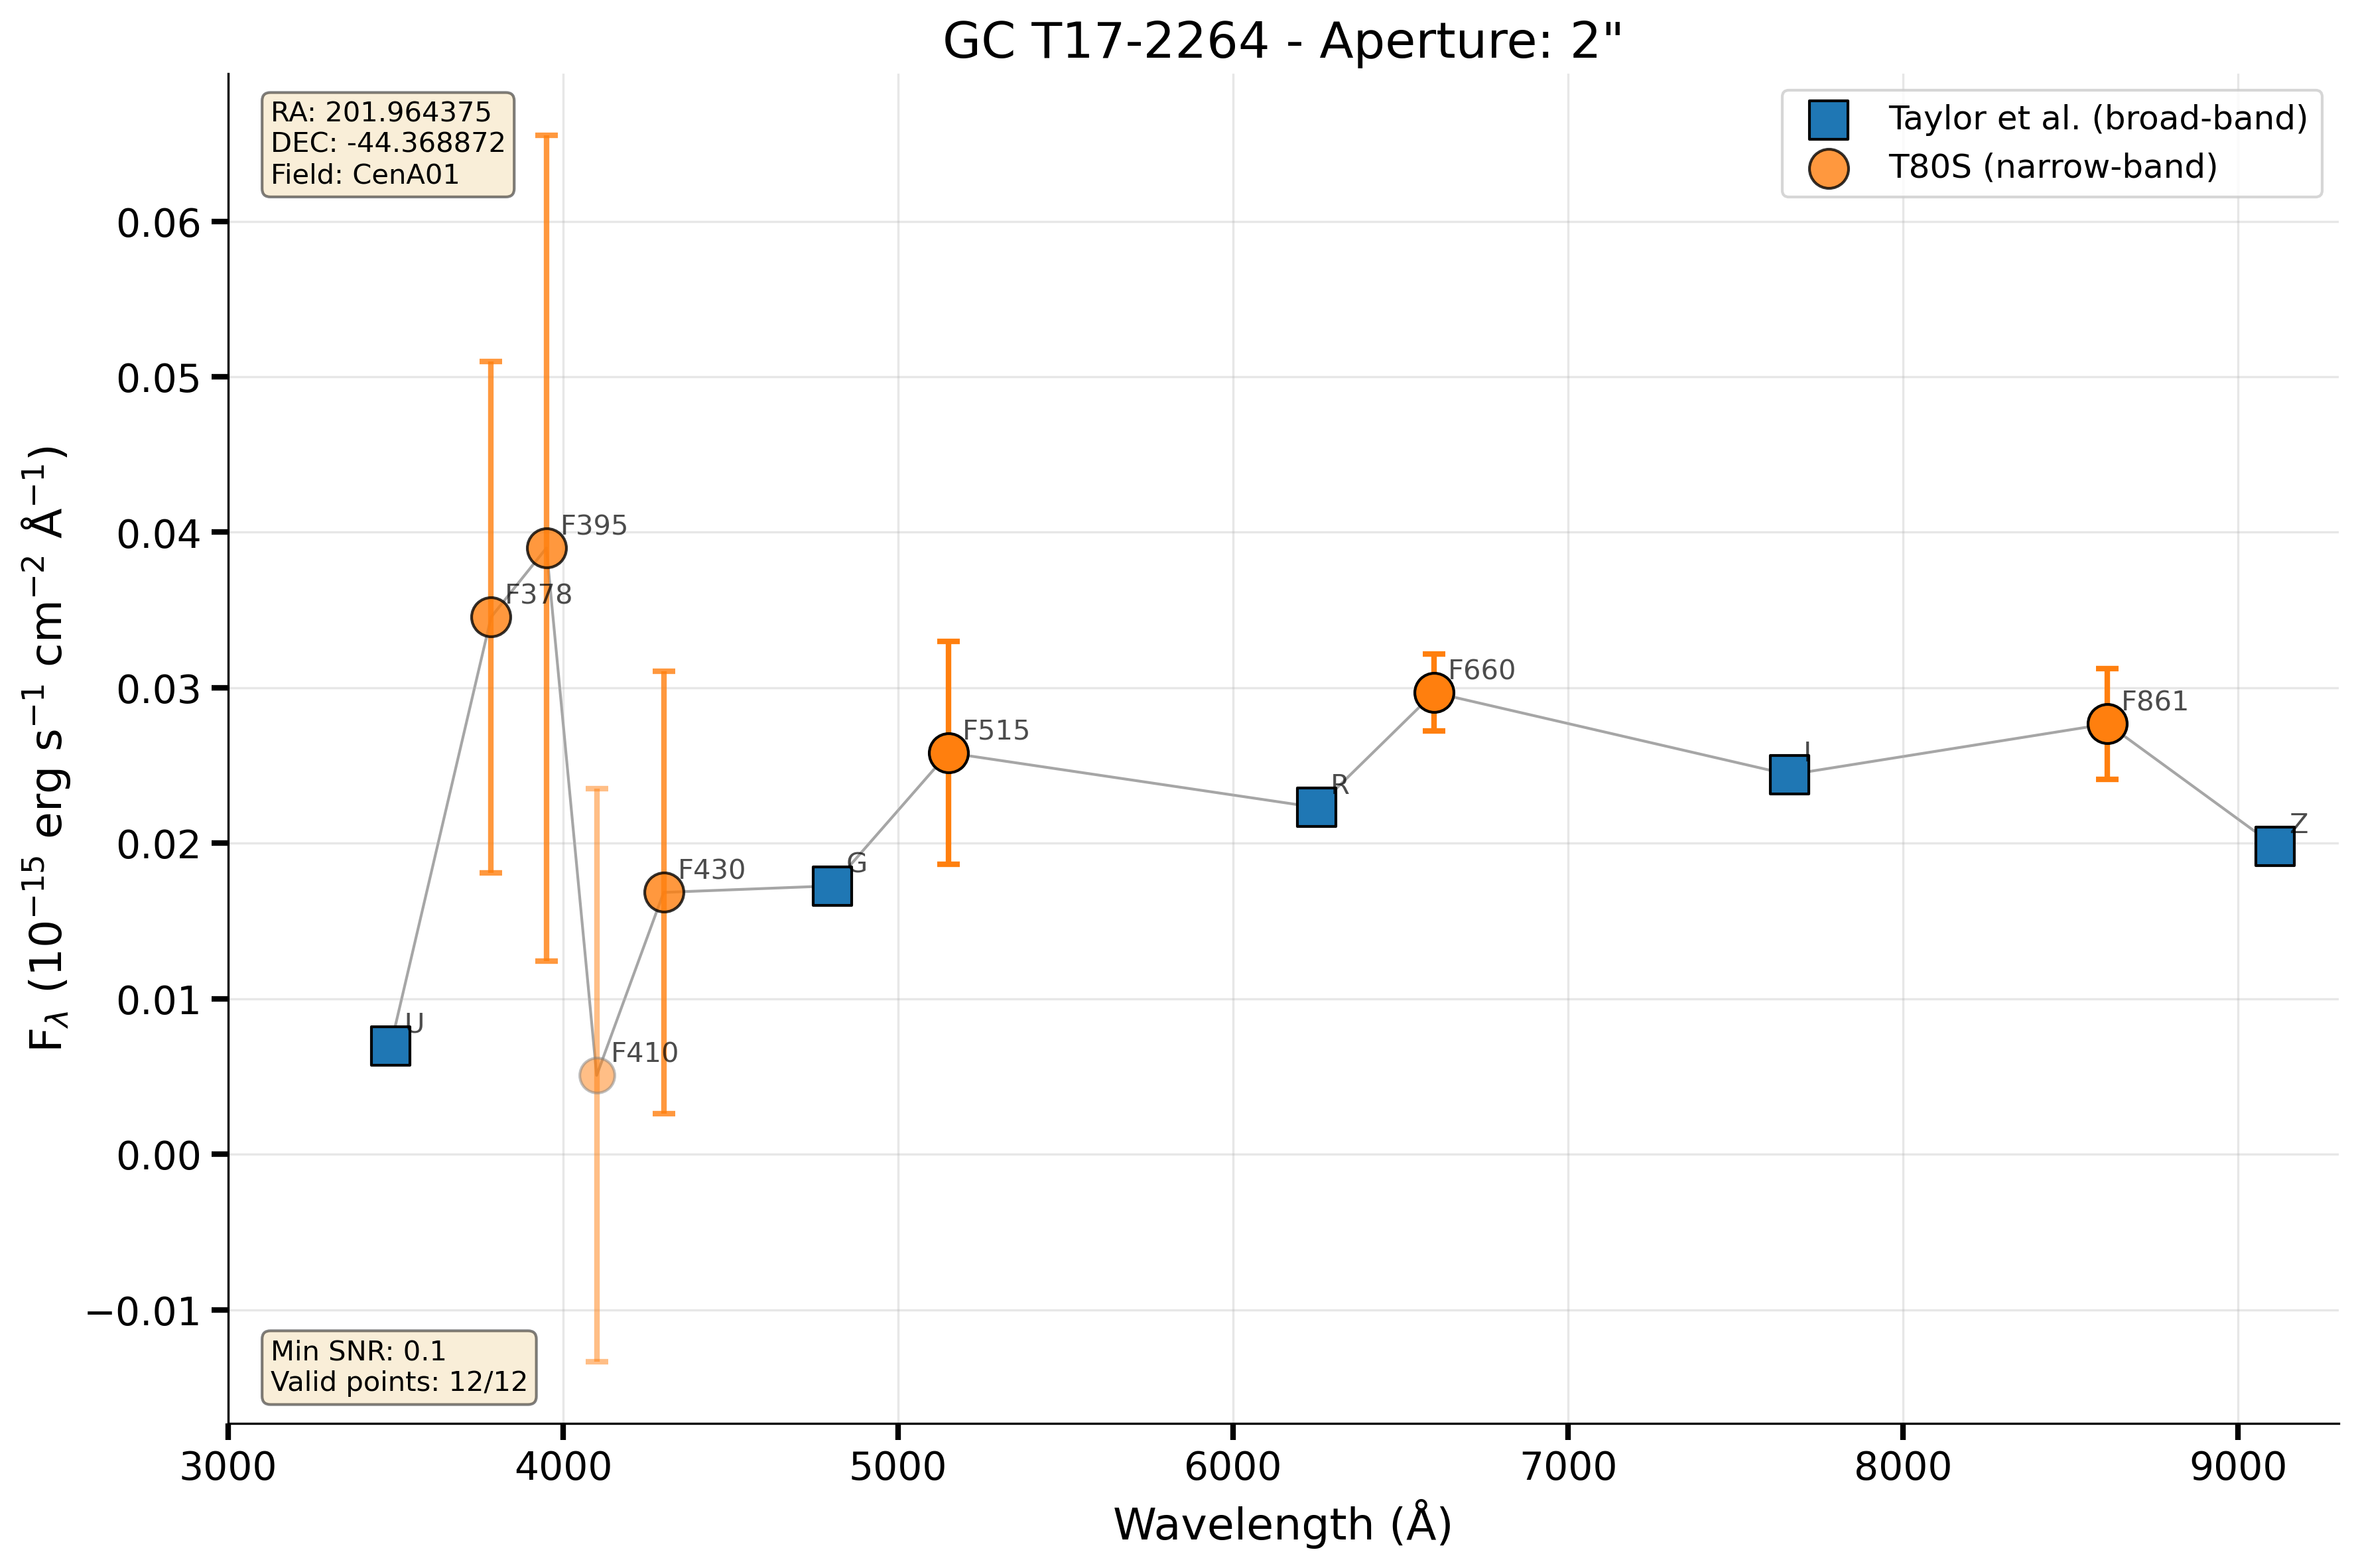 GC T17-2264 - Aperture: 2"
RA: 201.964375
DEC: -44.368872
Field: CenA01
Taylor et al. (broad-band)
T80S (narrow-band)
F_λ (10⁻¹⁵ erg s⁻¹ cm⁻² Å⁻¹)
0.06
0.05
0.04
0.03
0.02
0.01
0.00
−0.01
U
F378
F395
F410
F430
G
F515
R
F660
I
F861
Z
Min SNR: 0.1
Valid points: 12/12
3000 4000 5000 6000 7000 8000 9000
Wavelength (Å)